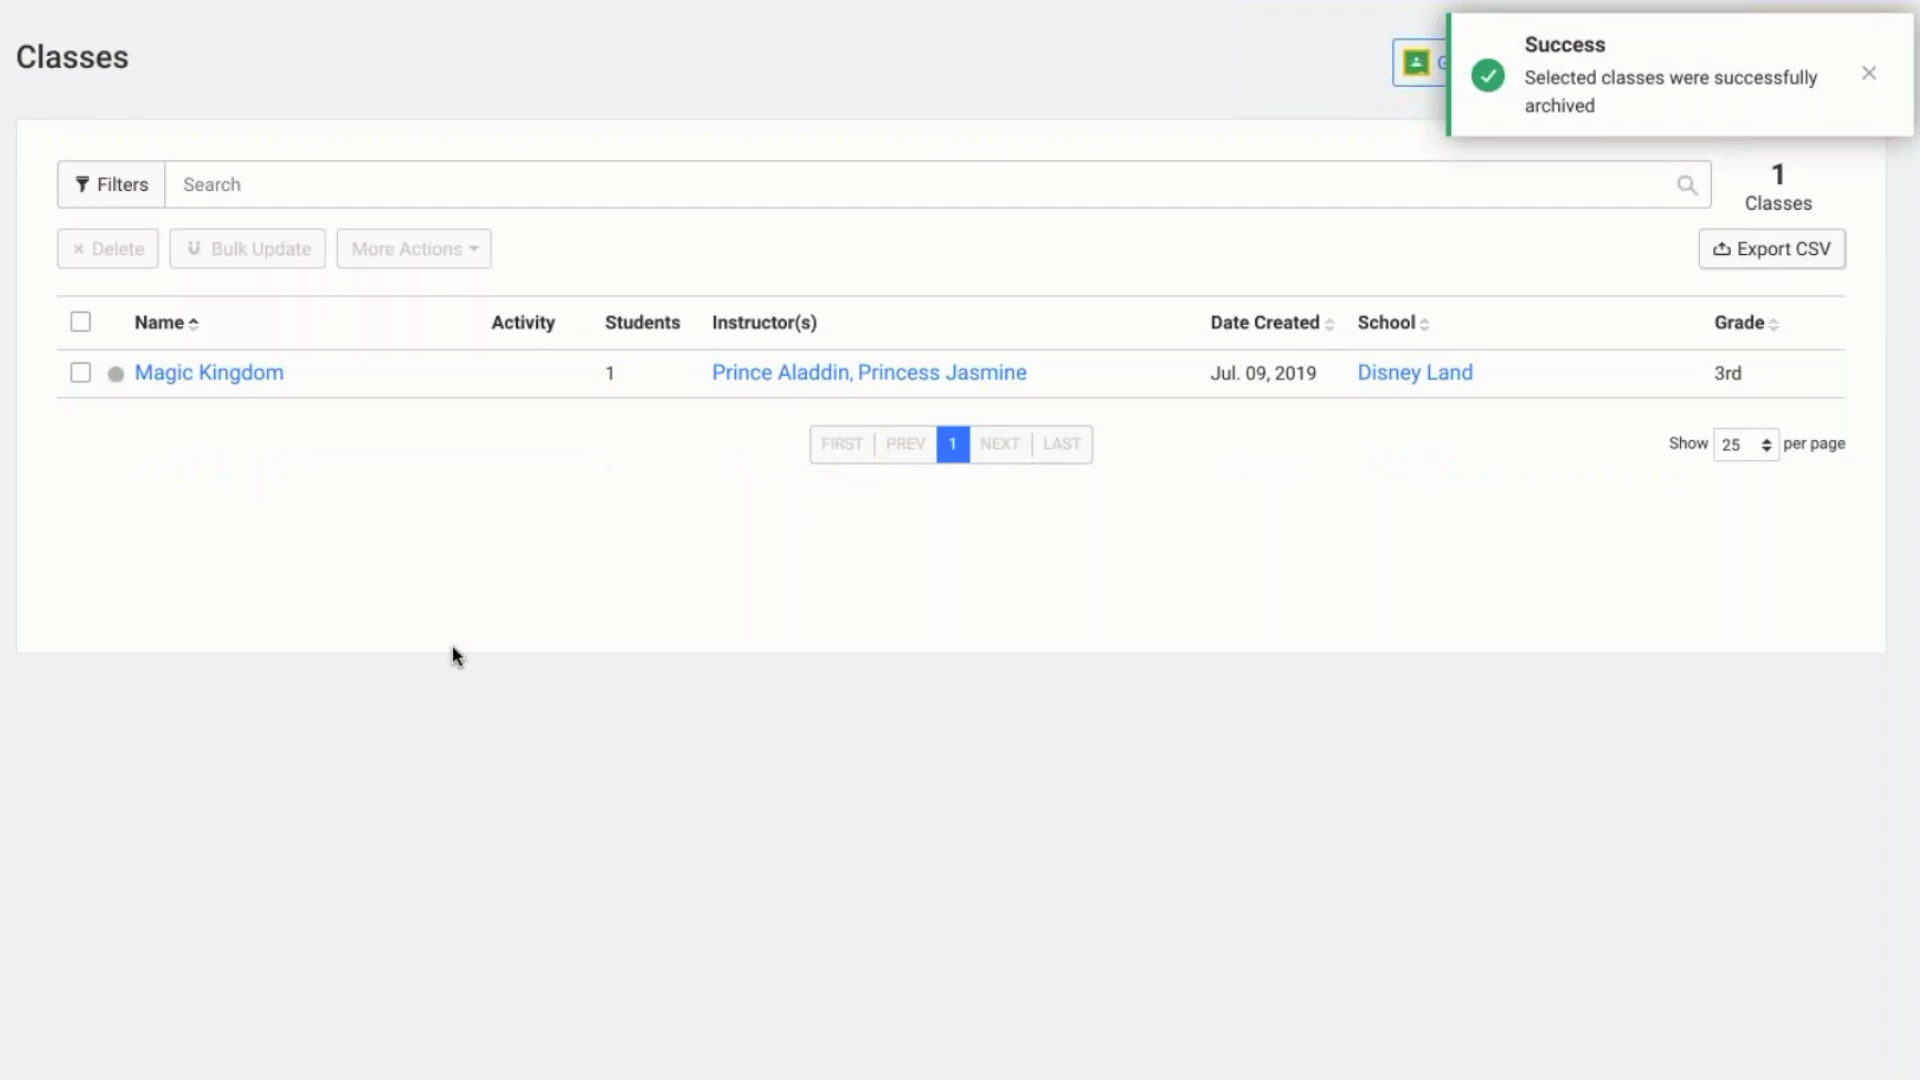 Classes
Success
Selected classes were successfully
archived
Filters
Search
1
Classes
Delete
Bulk Update
More Actions
Export CSV
Name Activity Students Instructor(s) Date Created School Grade
Magic Kingdom 1 Prince Aladdin, Princess Jasmine Jul. 09, 2019 Disney Land 3rd
FIRST PREV 1 NEXT LAST
Show 25 per page